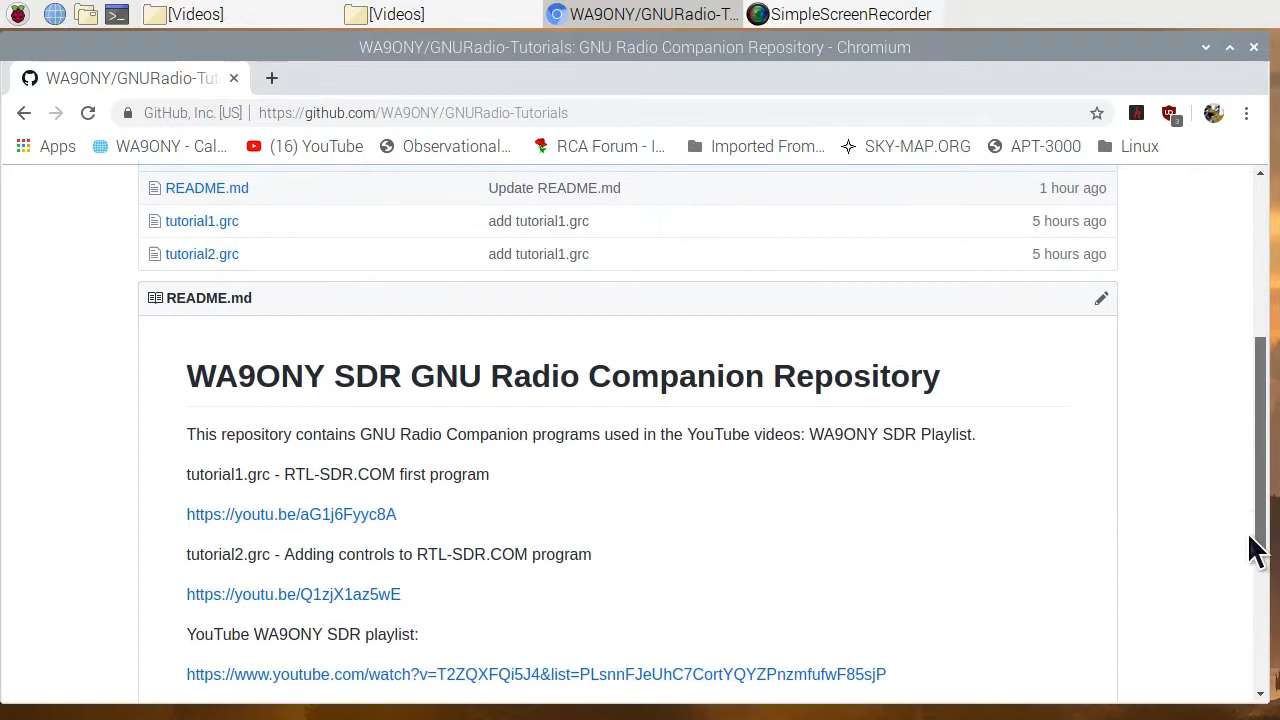 [Videos] [Videos] WA9ONY/GNURadio-T... SimpleScreenRecorder
WA9ONY/GNURadio-Tutorials: GNU Radio Companion Repository - Chromium
WA9ONY/GNURadio-Tut
GitHub, Inc. [US] | https://github.com/WA9ONY/GNURadio-Tutorials
3
Apps WA9ONY - Cal... (16) YouTube Observational... RCA Forum - I... Imported From... SKY-MAP.ORG APT-3000 Linux
README.md Update README.md 1 hour ago
tutorial1.grc add tutorial1.grc 5 hours ago
tutorial2.grc add tutorial1.grc 5 hours ago
README.md
WA9ONY SDR GNU Radio Companion Repository
This repository contains GNU Radio Companion programs used in the YouTube videos: WA9ONY SDR Playlist.
tutorial1.grc - RTL-SDR.COM first program
https://youtu.be/aG1j6Fyyc8A
tutorial2.grc - Adding controls to RTL-SDR.COM program
https://youtu.be/Q1zjX1az5wE
YouTube WA9ONY SDR playlist:
https://www.youtube.com/watch?v=T2ZQXFQi5J4&list=PLsnnFJeUhC7CortYQYZPnzmfufwF85sjP